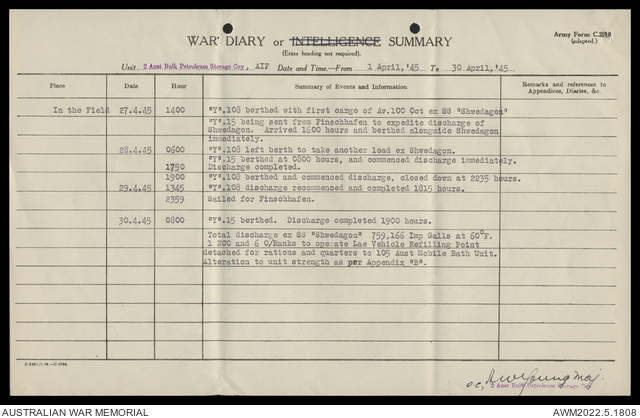 Army Form C.2118
(adapted.)
WAR DIARY or INTELLIGENCE SUMMARY
(Erase heading not required).
Unit 2 Aust Bulk Petroleum Storage Coy, AIF Date and Time.—From 1 April,'45 To 30 April,'45
Place Date Hour Summary of Events and Information Remarks and references to Appendices, Diaries, &c.
In the Field 27.4.45 1400 "Y".108 berthed with first cargo of Av.100 Oct ex SS "Shwedagon"
"Y".15 being sent from Finschhafen to expedite discharge of
Shwedagon. Arrived 1600 hours and berthed alongside Shwedagon
immediately.
28.4.45 0600 "Y".108 left berth to take another load ex Shwedagon.
"Y".15 berthed at 0800 hours, and commenced discharge immediately.
1750 Discharge completed.
1900 "Y".108 berthed and commenced discharge, closed down at 2235 hours.
29.4.45 1345 "Y".108 discharge recommenced and completed 1815 hours.
2359 Sailed for Finschhafen.
30.4.45 0800 "Y".15 berthed. Discharge completed 1900 hours.
Total discharge ex SS "Shwedagon" 759,166 Imp Galls at 60°F.
1 NCO and 6 O/Ranks to operate Lae Vehicle Refilling Point
detached for rations and quarters to 105 Aust Mobile Bath Unit.
Alteration to unit strength as per Appendix "B".
O.C. Maj.
2 Aust Bulk Petroleum Storage Coy
AUSTRALIAN WAR MEMORIAL AWM2022.5.1808